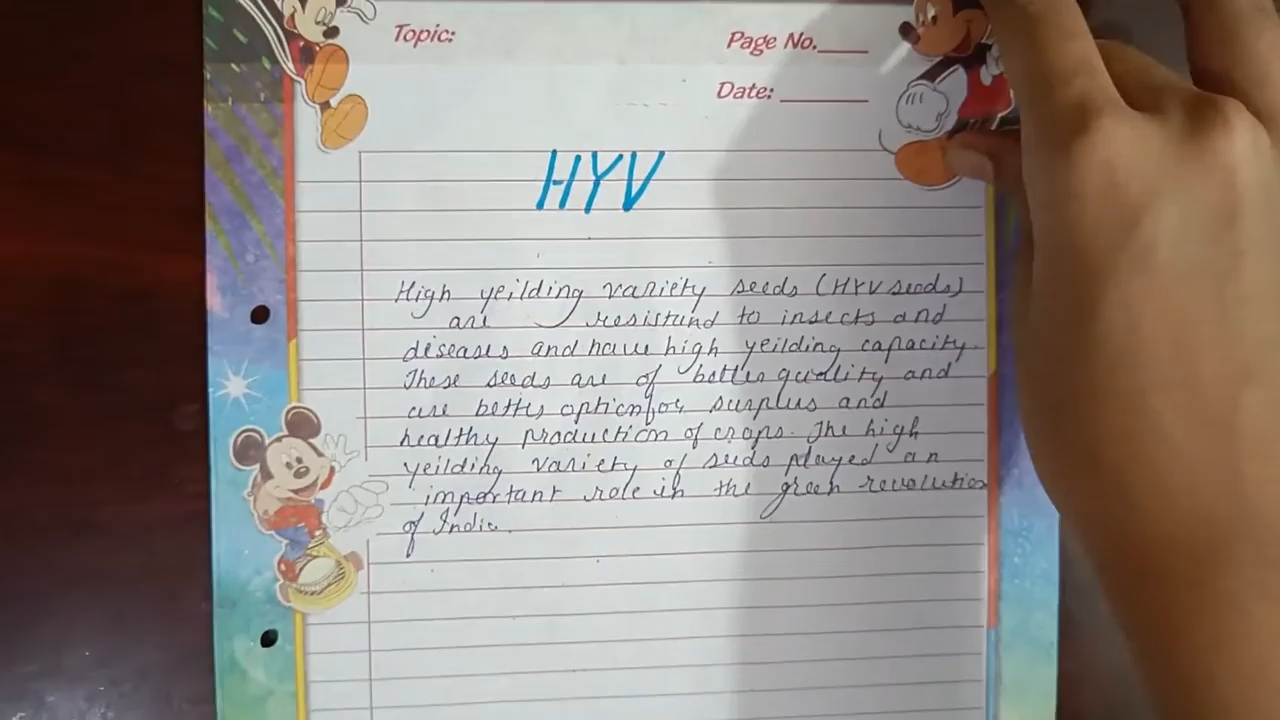 Topic:
Page No.
Date:
HYV
High yeilding variety seeds (HYV seeds)
are resistund to insects and
diseases and have high yeilding capacity.
These seeds are of better quality and
are better option for surplus and
healthy production of crops. The high
yeilding variety of seeds played an
important role in the green revolution
of India.